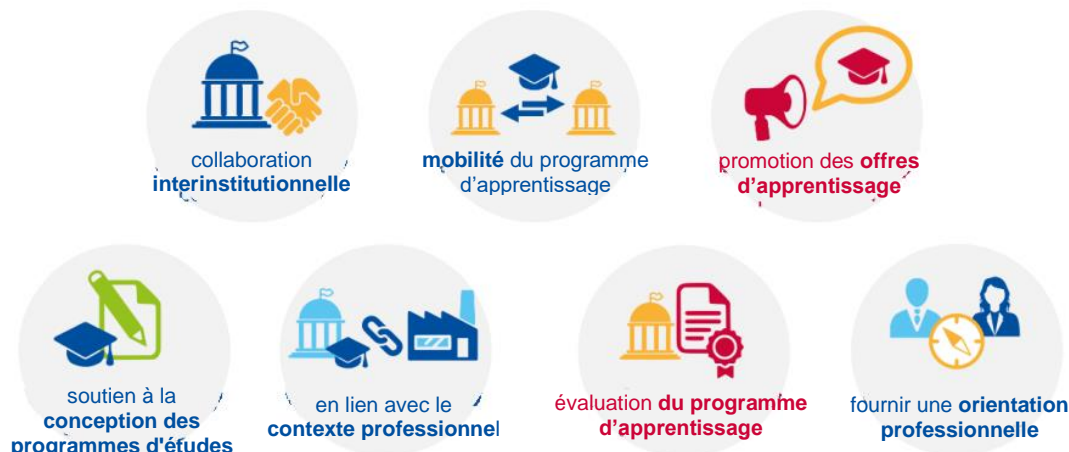 collaboration
interinstitutionnelle
mobilité du programme
d’apprentissage
promotion des offres
d’apprentissage
soutien à la
conception des
programmes d'études
en lien avec le
contexte professionnel
évaluation du programme
d’apprentissage
fournir une orientation
professionnelle